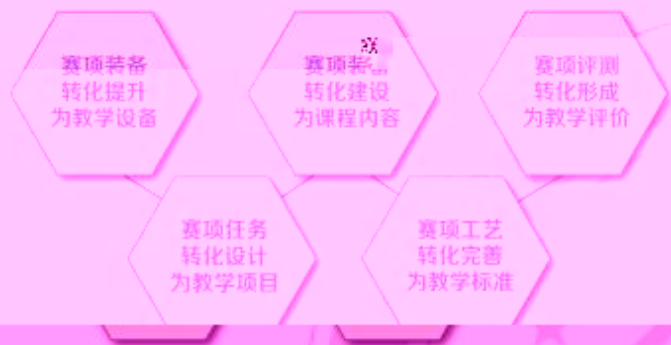 赛项装备
转化提升
为教学设备
赛项装
转化建设
为课程内容
赛项评测
转化形成
为教学评价
赛项任务
转化设计
为教学项目
赛项工艺
转化完善
为教学标准